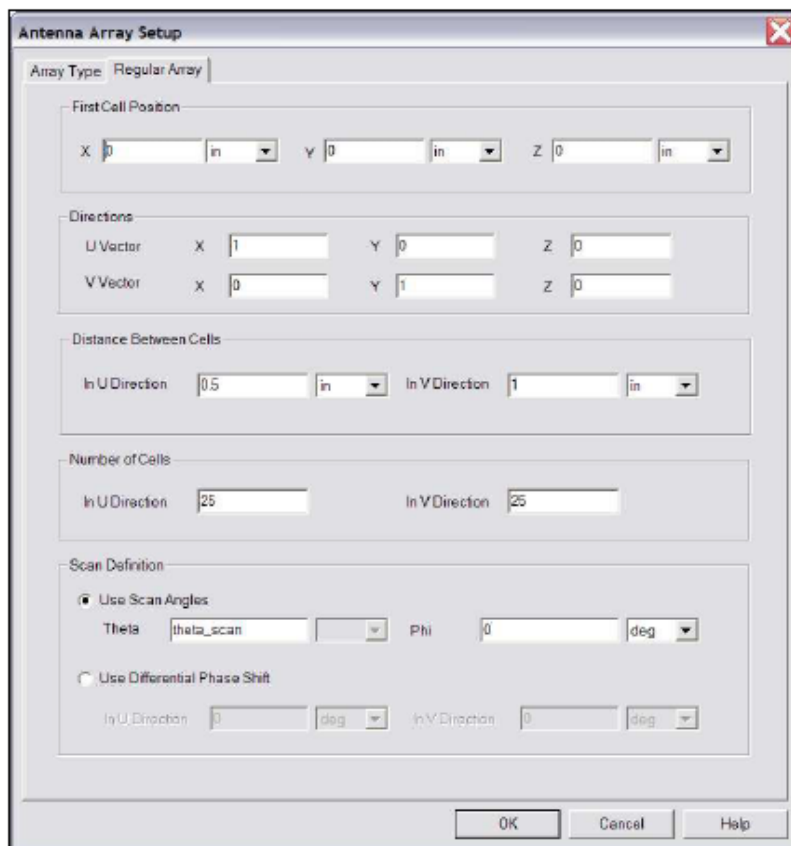 Antenna Array Setup
Array Type Regular Array
First Cell Position
X 0 in Y 0 in Z 0 in
Directions
U Vector X 1 Y 0 Z 0
V Vector X 0 Y 1 Z 0
Distance Between Cells
In U Direction 0.5 in In V Direction 1 in
Number of Cells
In U Direction 25 In V Direction 25
Scan Definition
Use Scan Angles
Theta theta_scan Phi 0 deg
Use Differential Phase Shift
In U Direction 0 deg In V Direction 0 deg
OK Cancel Help